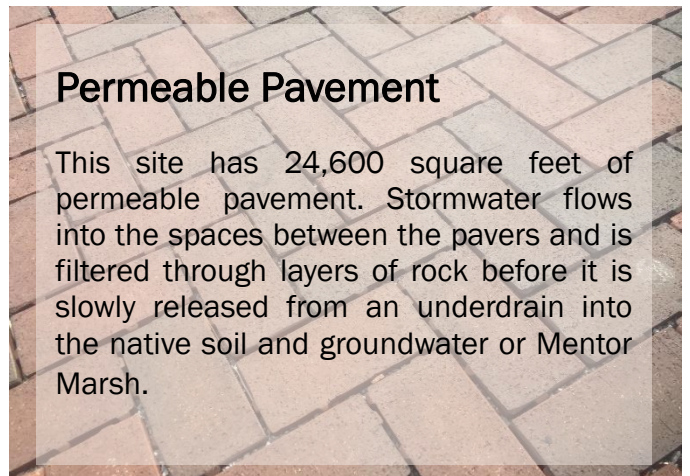 Permeable Pavement
This site has 24,600 square feet of
permeable pavement. Stormwater flows
into the spaces between the pavers and is
filtered through layers of rock before it is
slowly released from an underdrain into
the native soil and groundwater or Mentor
Marsh.